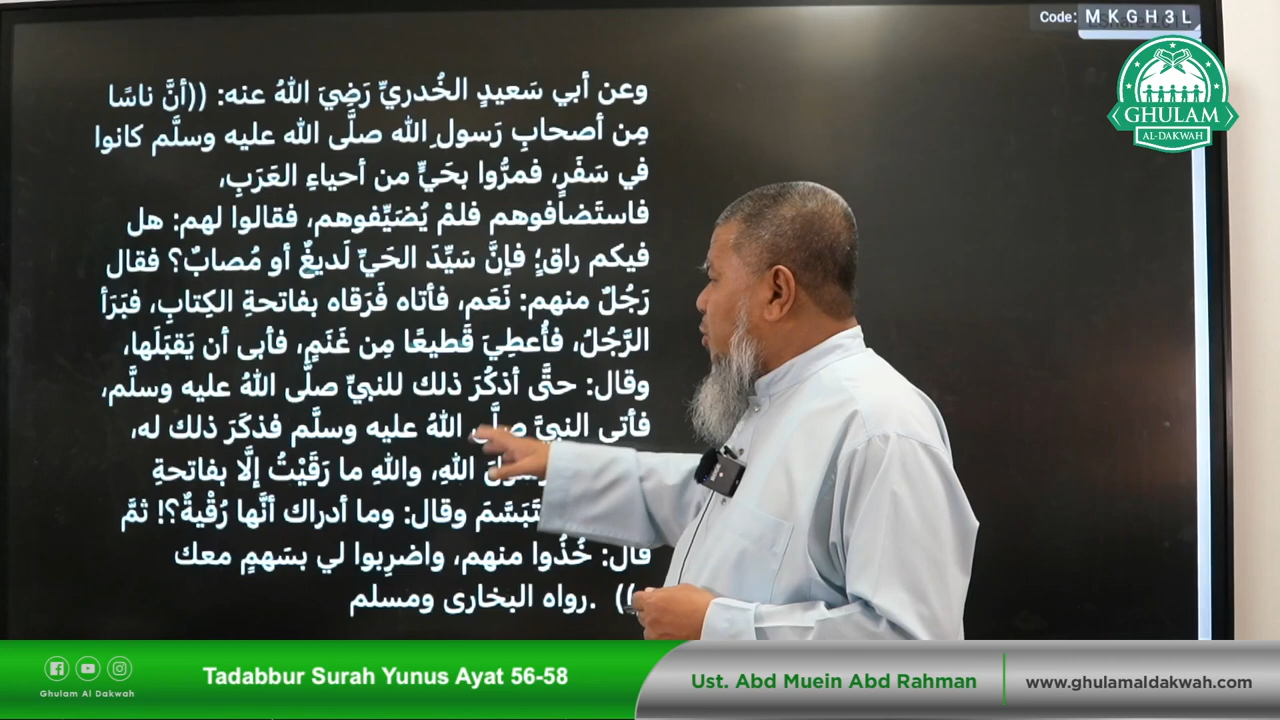 Code: M K G H 3 L
GHULAM
AL-DAKWAH
وعن أبي سَعيدٍ الخُدريِّ رَضِيَ اللهُ عنه: ((أنَّ ناسًا
مِن أصحابِ رَسولِ الله صلَّى الله عليه وسلَّم كانوا
في سَفَرٍ، فمرُّوا بحَيٍّ من أحياءِ العَرَبِ،
فاستَضافوهم فلمْ يُضَيِّفوهم، فقالوا لهم: هل
فيكم راقٍ؛ فإنَّ سَيِّدَ الحَيِّ لَديغٌ أو مُصابٌ؟ فقال
رَجُلٌ منهم: نَعَم، فأتاه فَرَقاه بفاتحةِ الكِتابِ، فبَرَأ
الرَّجُلُ، فأُعطِيَ قَطيعًا مِن غَنَمٍ، فأبى أن يَقبَلَها،
وقال: حتَّى أذكُرَ ذلك للنبيِّ صلَّى اللهُ عليه وسلَّم،
فأتى النبيَّ صلَّى اللهُ عليه وسلَّم فذكَرَ ذلك له،
اللهِ، واللهِ ما رَقَيْتُ إلَّا بفاتحةِ
وقال: وما أدراك أنَّها رُقْيةٌ؟! ثمَّ
قال: خُذُوا منهم، واضرِبوا لي بسَهمٍ معك
)). رواه البخارى ومسلم
Ghulam Al Dakwah
Tadabbur Surah Yunus Ayat 56-58
Ust. Abd Muein Abd Rahman
www.ghulamaldakwah.com